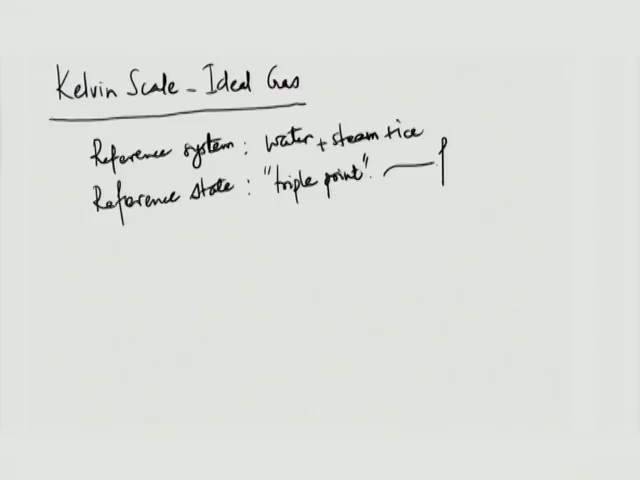 Kelvin Scale - Ideal Gas
Reference system : water + steam + ice
Reference state : "triple point".